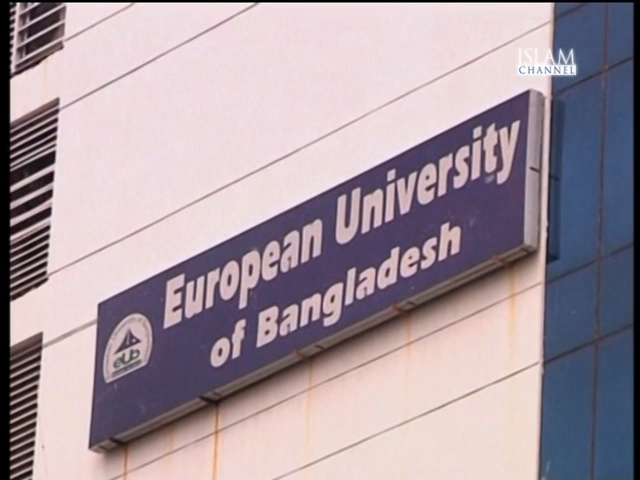 ISLAM
CHANNEL
European University
of Bangladesh
eub